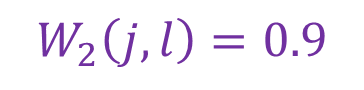 W₂(j, l) = 0.9